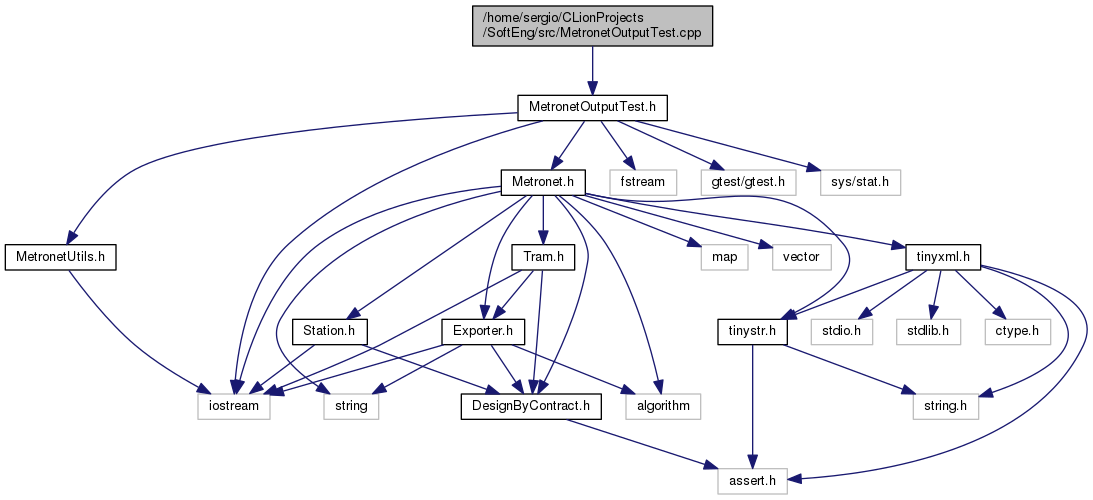 /home/sergio/CLionProjects
/SoftEng/src/MetronetOutputTest.cpp
MetronetOutputTest.h
Metronet.h
fstream
gtest/gtest.h
sys/stat.h
MetronetUtils.h
Tram.h
map
vector
tinyxml.h
Station.h
Exporter.h
tinystr.h
stdio.h
stdlib.h
ctype.h
iostream
string
DesignByContract.h
algorithm
string.h
assert.h